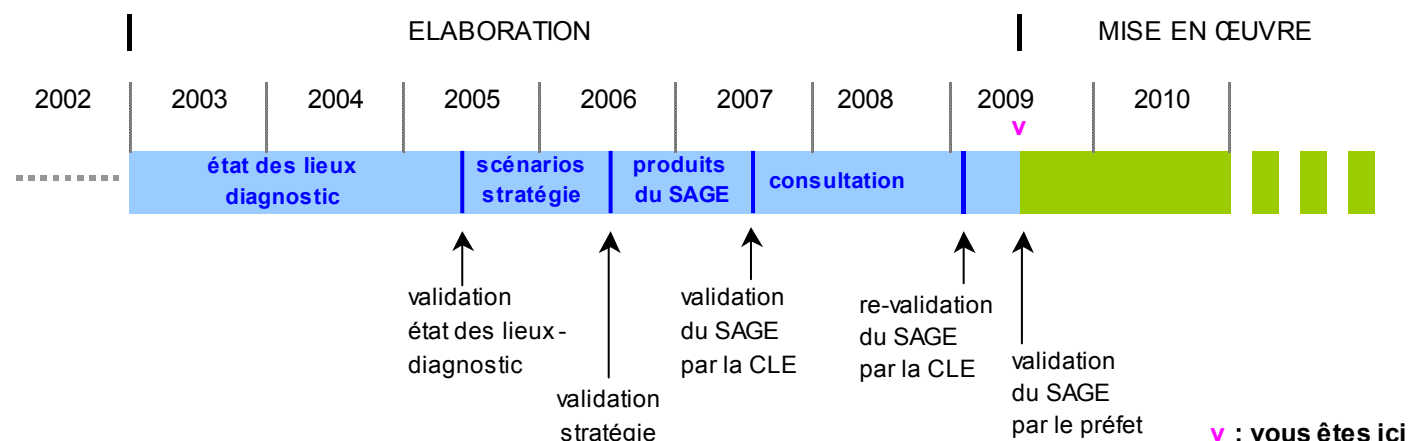 ELABORATION MISE EN ŒUVRE
2002 2003 2004 2005 2006 2007 2008 2009 2010
v
état des lieux
diagnostic
scénarios
stratégie
produits
du SAGE
consultation
validation
état des lieux -
diagnostic
validation
stratégie
validation
du SAGE
par la CLE
re-validation
du SAGE
par la CLE
validation
du SAGE
par le préfet
v : vous êtes ici